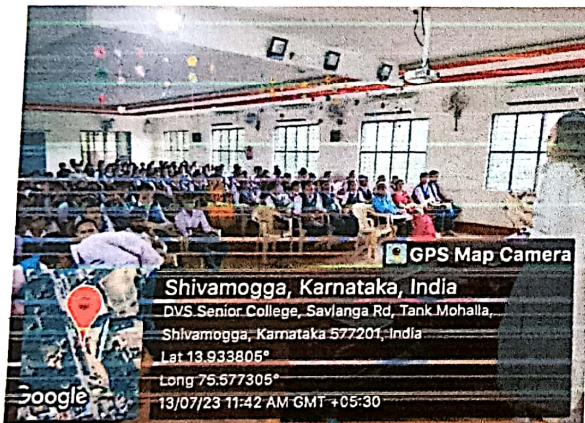 GPS Map Camera
Shivamogga, Karnataka, India
DVS Senior College, Savlanga Rd, Tank Mohalla,...
Shivamogga, Karnataka 577201, India
Lat 13.933805°
Long 75.577305°
13/07/23 11:42 AM GMT +05:30
Google